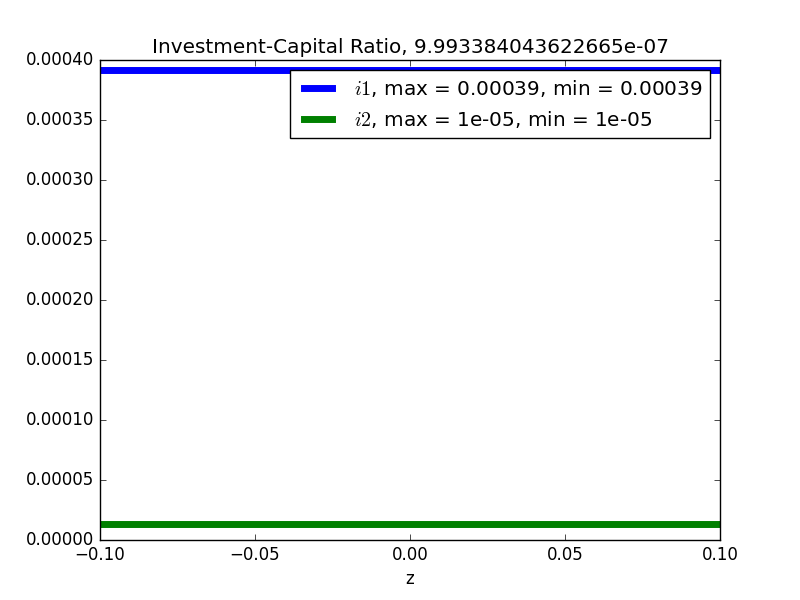 Investment-Capital Ratio, 9.993384043622665e-07
0.00040
0.00035
0.00030
0.00025
0.00020
0.00015
0.00010
0.00005
0.00000
i1, max = 0.00039, min = 0.00039
i2, max = 1e-05, min = 1e-05
−0.10 −0.05 0.00 0.05 0.10
z